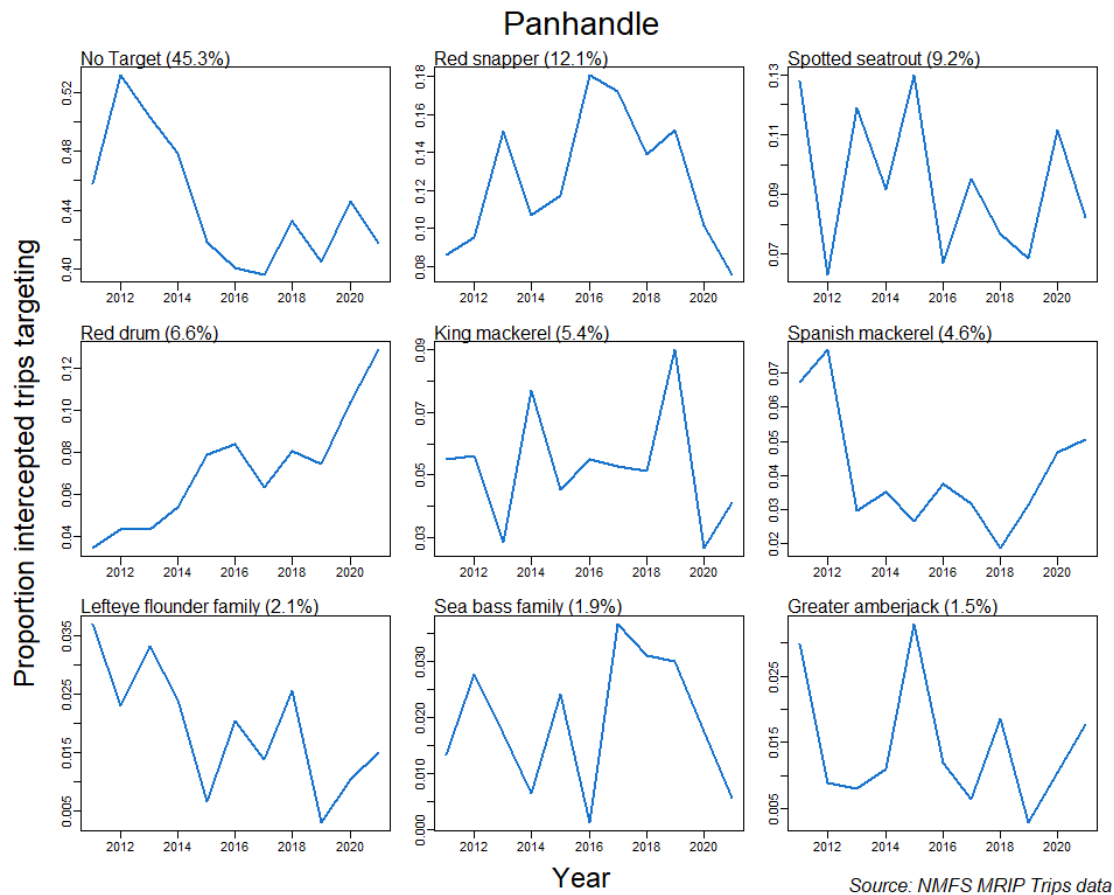 Panhandle
No Target (45.3%)
Red snapper (12.1%)
Spotted seatrout (9.2%)
0.52
0.48
0.44
0.40
2012 2014 2016 2018 2020
0.18
0.16
0.14
0.12
0.10
0.08
2012 2014 2016 2018 2020
0.13
0.11
0.09
0.07
2012 2014 2016 2018 2020
Proportion intercepted trips targeting
Red drum (6.6%)
King mackerel (5.4%)
Spanish mackerel (4.6%)
0.12
0.10
0.08
0.06
0.04
2012 2014 2016 2018 2020
0.09
0.07
0.05
0.03
2012 2014 2016 2018 2020
0.07
0.06
0.05
0.04
0.03
0.02
2012 2014 2016 2018 2020
Lefteye flounder family (2.1%)
Sea bass family (1.9%)
Greater amberjack (1.5%)
0.035
0.025
0.015
0.005
2012 2014 2016 2018 2020
0.030
0.020
0.010
0.000
2012 2014 2016 2018 2020
0.025
0.015
0.005
2012 2014 2016 2018 2020
Year
Source: NMFS MRIP Trips data